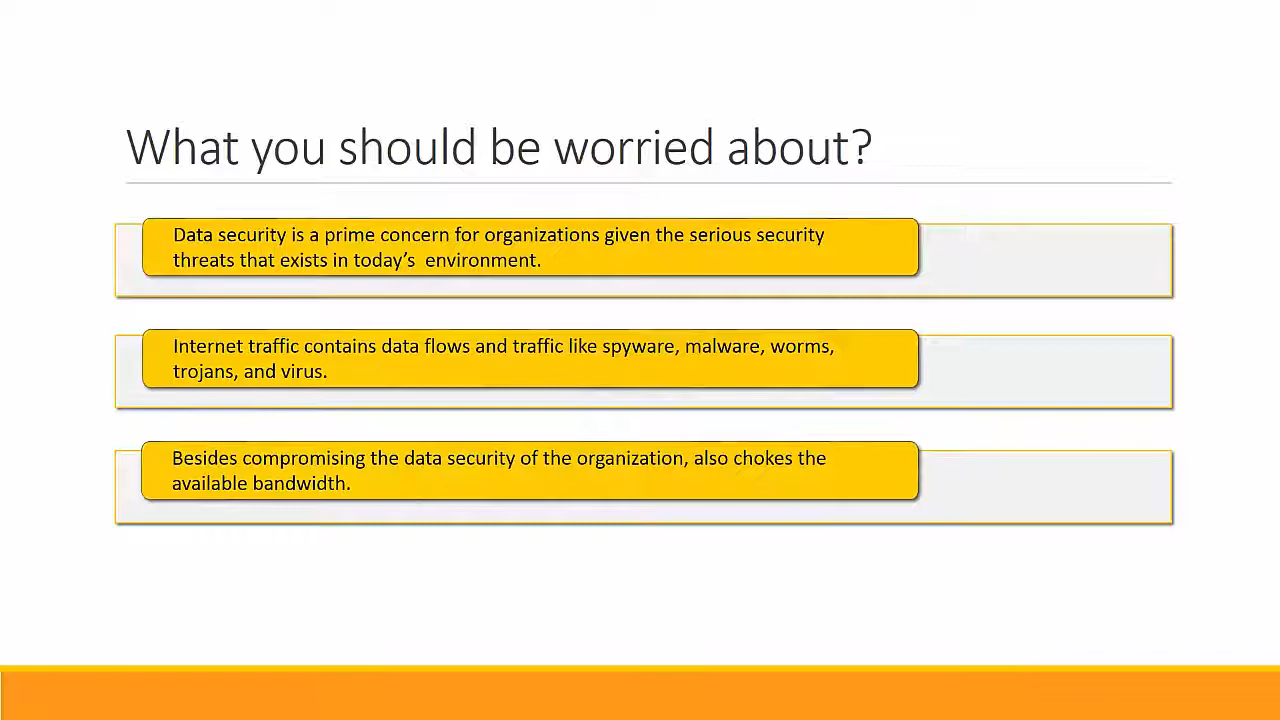 What you should be worried about?
Data security is a prime concern for organizations given the serious security
threats that exists in today’s  environment.
Internet traffic contains data flows and traffic like spyware, malware, worms,
trojans, and virus.
Besides compromising the data security of the organization, also chokes the
available bandwidth.